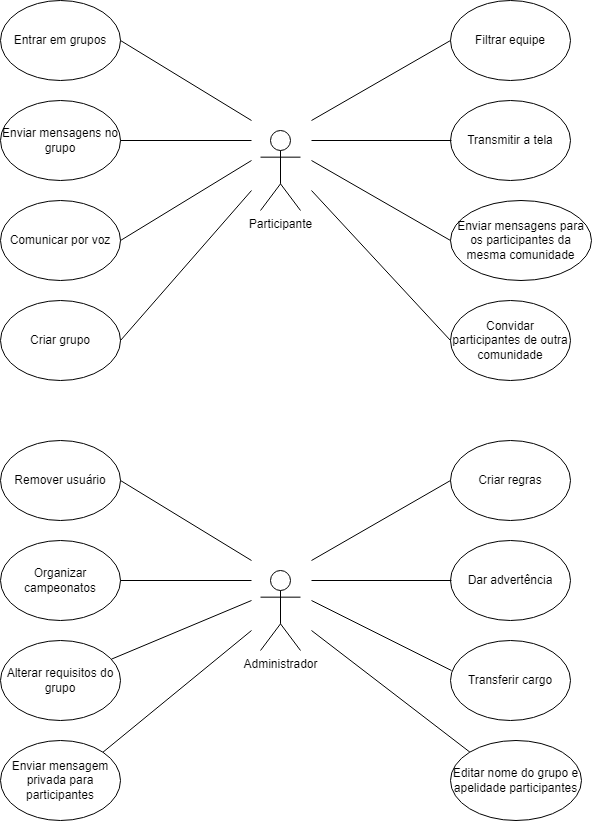 Entrar em grupos
Filtrar equipe
Enviar mensagens no
grupo
Transmitir a tela
Participante
Comunicar por voz
Enviar mensagens para
os participantes da
mesma comunidade
Criar grupo
Convidar
participantes de outra
comunidade
Remover usuário
Criar regras
Organizar
campeonatos
Dar advertência
Administrador
Alterar requisitos do
grupo
Transferir cargo
Enviar mensagem
privada para
participantes
Editar nome do grupo e
apelidade participantes